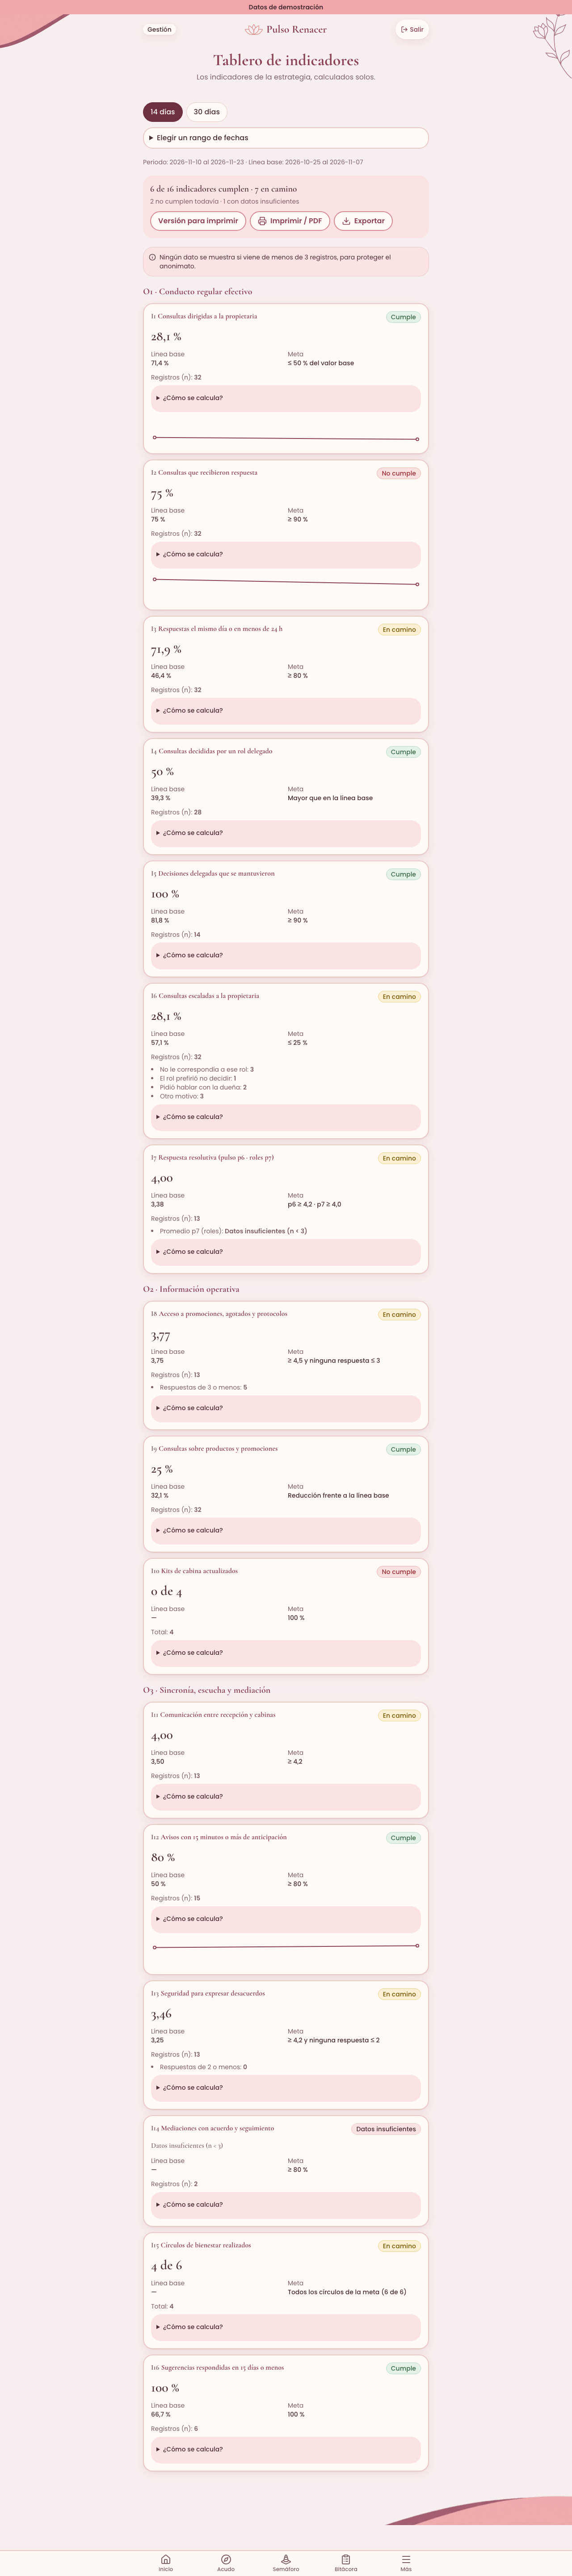 Datos de demostración
Gestión
Pulso Renacer
Salir
Tablero de indicadores
Los indicadores de la estrategia, calculados solos.
14 días
30 días
Elegir un rango de fechas
Periodo: 2026-11-10 al 2026-11-23 · Línea base: 2026-10-25 al 2026-11-07
6 de 16 indicadores cumplen · 7 en camino
2 no cumplen todavía · 1 con datos insuficientes
Versión para imprimir
Imprimir / PDF
Exportar
Ningún dato se muestra si viene de menos de 3 registros, para proteger el
anonimato.
O1 · Conducto regular efectivo
I1 Consultas dirigidas a la propietaria
Cumple
28,1 %
Línea base
Meta
71,4 %
≤ 50 % del valor base
Registros (n): 32
¿Cómo se calcula?
I2 Consultas que recibieron respuesta
No cumple
75 %
Línea base
Meta
75 %
≥ 90 %
Registros (n): 32
¿Cómo se calcula?
I3 Respuestas el mismo día o en menos de 24 h
En camino
71,9 %
Línea base
Meta
46,4 %
≥ 80 %
Registros (n): 32
¿Cómo se calcula?
I4 Consultas decididas por un rol delegado
Cumple
50 %
Línea base
Meta
39,3 %
Mayor que en la línea base
Registros (n): 28
¿Cómo se calcula?
I5 Decisiones delegadas que se mantuvieron
Cumple
100 %
Línea base
Meta
81,8 %
≥ 90 %
Registros (n): 14
¿Cómo se calcula?
I6 Consultas escaladas a la propietaria
En camino
28,1 %
Línea base
Meta
57,1 %
≤ 25 %
Registros (n): 32
• No le correspondía a ese rol: 3
• El rol prefirió no decidir: 1
• Pidió hablar con la dueña: 2
• Otro motivo: 3
¿Cómo se calcula?
I7 Respuesta resolutiva (pulso p6 · roles p7)
En camino
4,00
Línea base
Meta
3,38
p6 ≥ 4,2 · p7 ≥ 4,0
Registros (n): 13
• Promedio p7 (roles): Datos insuficientes (n < 3)
¿Cómo se calcula?
O2 · Información operativa
I8 Acceso a promociones, agotados y protocolos
En camino
3,77
Línea base
Meta
3,75
≥ 4,5 y ninguna respuesta ≤ 3
Registros (n): 13
• Respuestas de 3 o menos: 5
¿Cómo se calcula?
I9 Consultas sobre productos y promociones
Cumple
25 %
Línea base
Meta
32,1 %
Reducción frente a la línea base
Registros (n): 32
¿Cómo se calcula?
I10 Kits de cabina actualizados
No cumple
0 de 4
Línea base
Meta
—
100 %
Total: 4
¿Cómo se calcula?
O3 · Sincronía, escucha y mediación
I11 Comunicación entre recepción y cabinas
En camino
4,00
Línea base
Meta
3,50
≥ 4,2
Registros (n): 13
¿Cómo se calcula?
I12 Avisos con 15 minutos o más de anticipación
Cumple
80 %
Línea base
Meta
50 %
≥ 80 %
Registros (n): 15
¿Cómo se calcula?
I13 Seguridad para expresar desacuerdos
En camino
3,46
Línea base
Meta
3,25
≥ 4,2 y ninguna respuesta ≤ 2
Registros (n): 13
• Respuestas de 2 o menos: 0
¿Cómo se calcula?
I14 Mediaciones con acuerdo y seguimiento
Datos insuficientes
Datos insuficientes (n < 3)
Línea base
Meta
—
≥ 80 %
Registros (n): 2
¿Cómo se calcula?
I15 Círculos de bienestar realizados
En camino
4 de 6
Línea base
Meta
—
Todos los círculos de la meta (6 de 6)
Total: 4
¿Cómo se calcula?
I16 Sugerencias respondidas en 15 días o menos
Cumple
100 %
Línea base
Meta
66,7 %
100 %
Registros (n): 6
¿Cómo se calcula?
Inicio
Acudo
Semáforo
Bitácora
Más